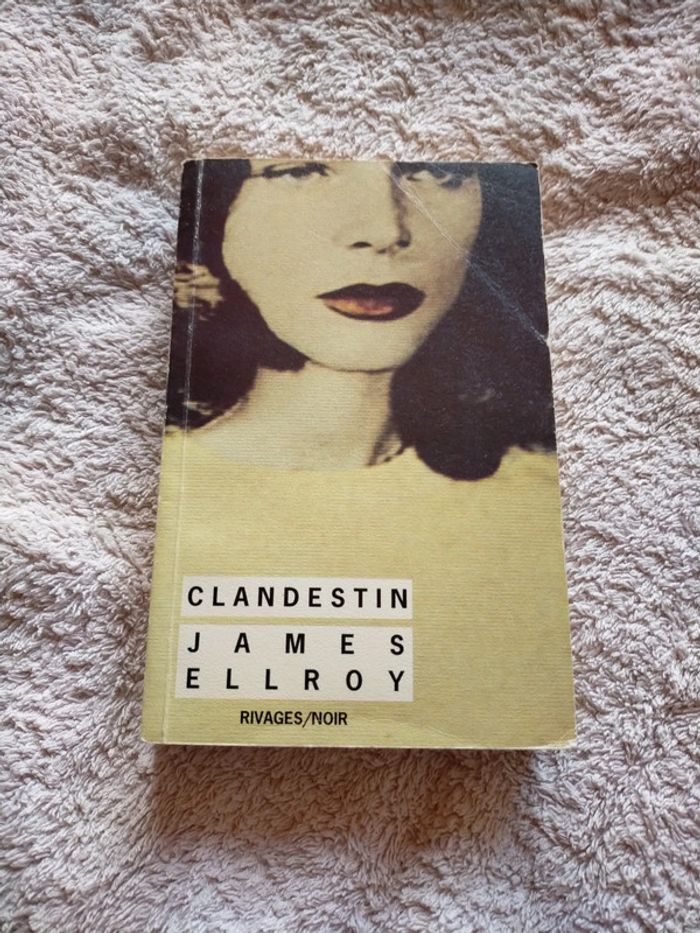 CLANDESTIN
JAMES
ELLROY
RIVAGES/NOIR